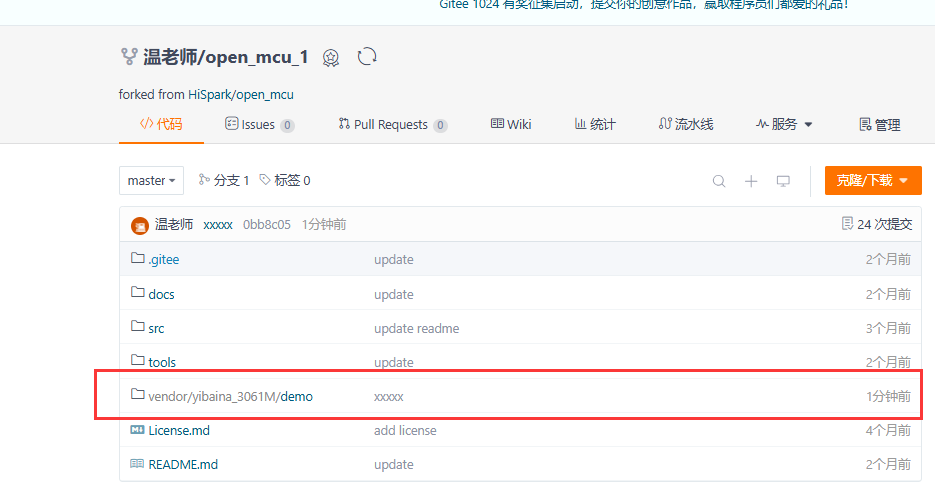 Gitee 1024 有奖征集启动，提交你的创意作品，赢取程序员们都爱的礼品！
温老师/open_mcu_1
forked from HiSpark/open_mcu
代码 Issues 0 Pull Requests 0 Wiki 统计 流水线 服务 管理
master 分支 1 标签 0 克隆/下载
温 温老师 xxxxx 0bb8c05 1分钟前 24 次提交
.gitee update 2个月前
docs update 2个月前
src update readme 3个月前
tools update 2个月前
vendor/yibaina_3061M/demo xxxxx 1分钟前
License.md add license 4个月前
README.md update 2个月前